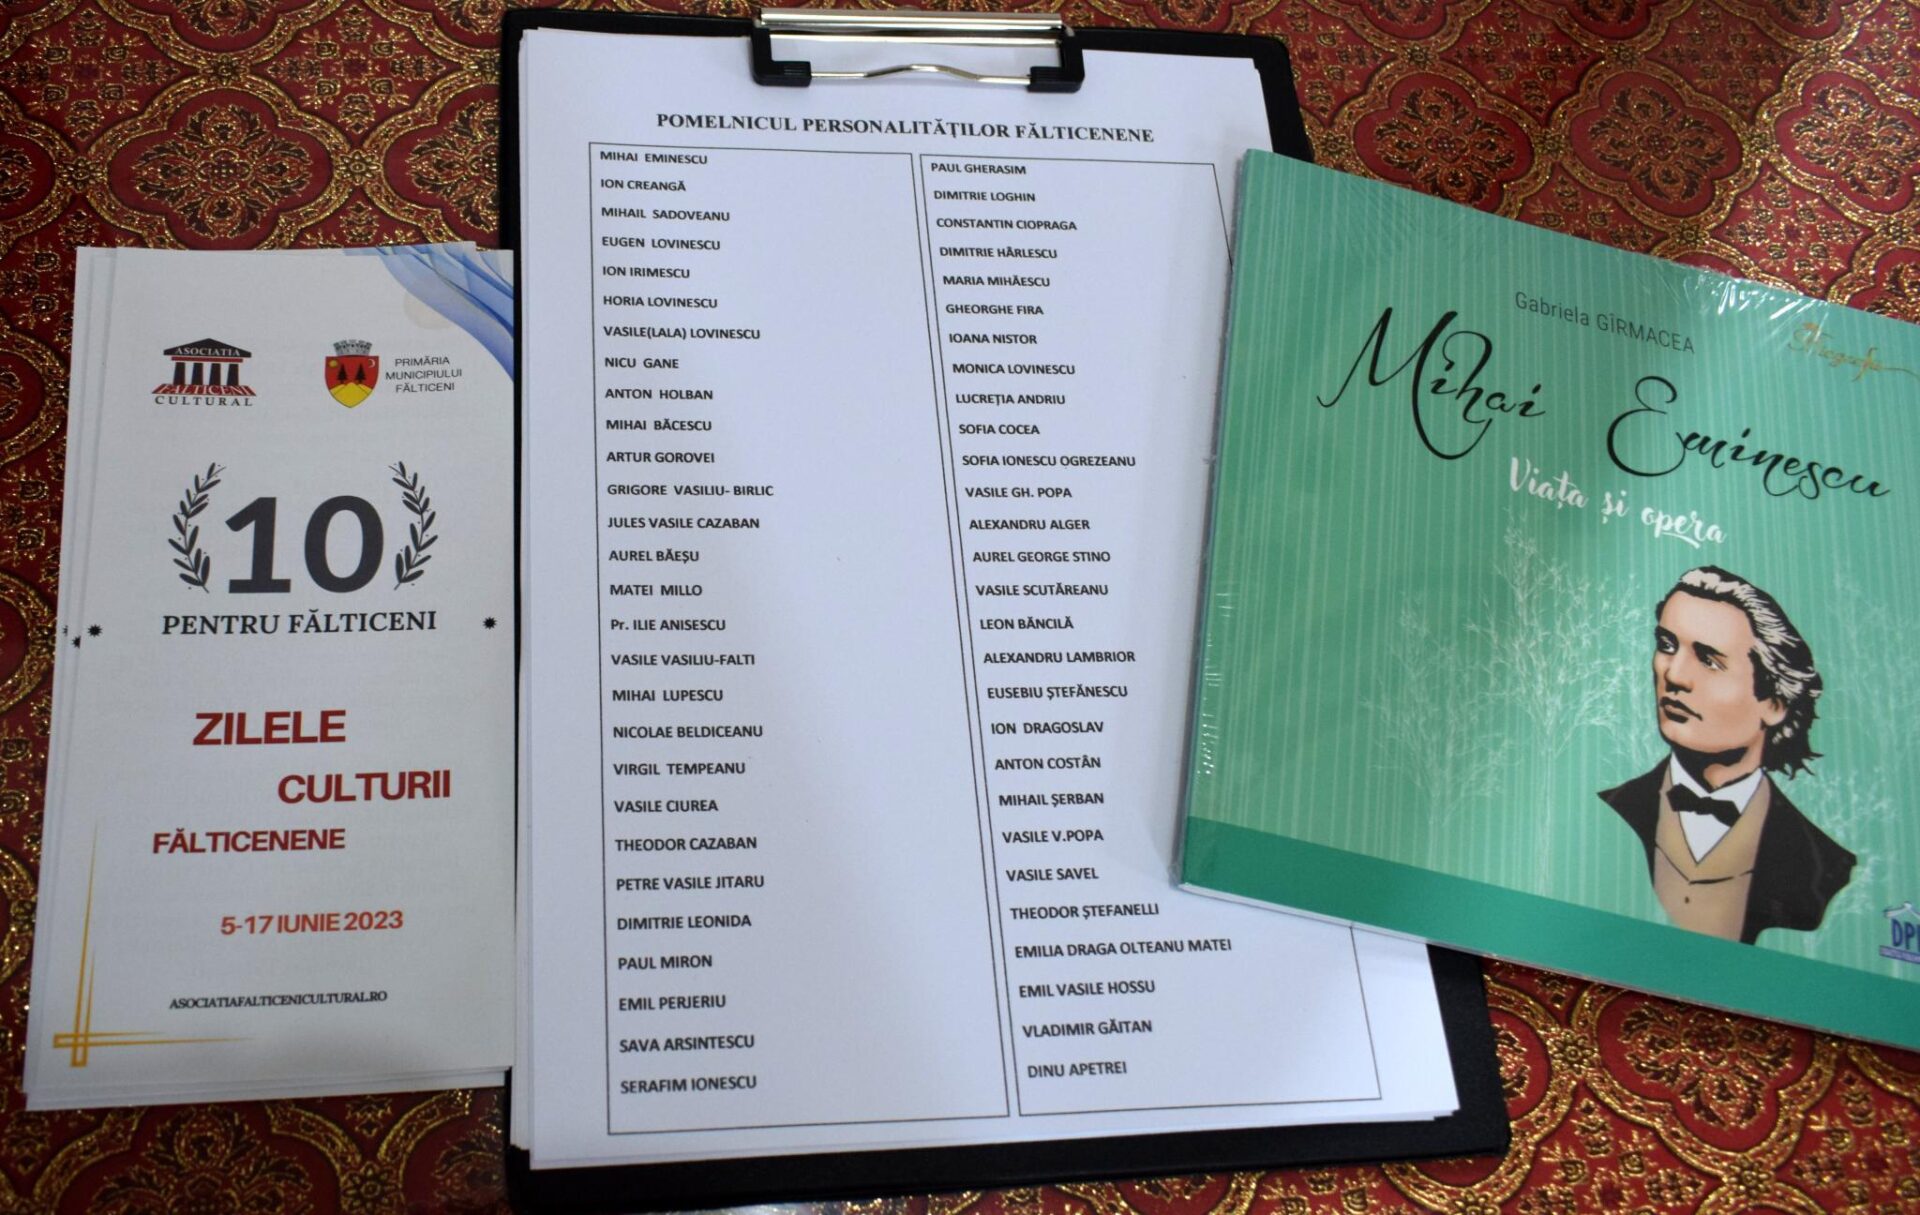 ASOCIATIA
FĂLTICENI
CULTURAL
PRIMĂRIA
MUNICIPIULUI
FĂLTICENI
10
PENTRU FĂLTICENI
ZILELE
CULTURII
FĂLTICENENE
5-17 IUNIE 2023
ASOCIATIAFALTICENICULTURAL.RO
POMELNICUL PERSONALITĂȚILOR FĂLTICENENE
MIHAI EMINESCU
ION CREANGĂ
MIHAIL SADOVEANU
EUGEN LOVINESCU
ION IRIMESCU
HORIA LOVINESCU
VASILE(LALA) LOVINESCU
NICU GANE
ANTON HOLBAN
MIHAI BĂCESCU
ARTUR GOROVEI
GRIGORE VASILIU- BIRLIC
JULES VASILE CAZABAN
AUREL BĂEȘU
MATEI MILLO
Pr. ILIE ANISESCU
VASILE VASILIU-FALTI
MIHAI LUPESCU
NICOLAE BELDICEANU
VIRGIL TEMPEANU
VASILE CIUREA
THEODOR CAZABAN
PETRE VASILE JITARU
DIMITRIE LEONIDA
PAUL MIRON
EMIL PERJERIU
SAVA ARSINTESCU
SERAFIM IONESCU
PAUL GHERASIM
DIMITRIE LOGHIN
CONSTANTIN CIOPRAGA
DIMITRIE HÂRLESCU
MARIA MIHĂESCU
GHEORGHE FIRA
IOANA NISTOR
MONICA LOVINESCU
LUCREȚIA ANDRIU
SOFIA COCEA
SOFIA IONESCU OGREZEANU
VASILE GH. POPA
ALEXANDRU ALGER
AUREL GEORGE STINO
VASILE SCUTĂREANU
LEON BĂNCILĂ
ALEXANDRU LAMBRIOR
EUSEBIU ȘTEFĂNESCU
ION DRAGOSLAV
ANTON COSTÂN
MIHAIL ȘERBAN
VASILE V.POPA
VASILE SAVEL
THEODOR ȘTEFANELLI
EMILIA DRAGA OLTEANU MATEI
EMIL VASILE HOSSU
VLADIMIR GĂITAN
DINU APETREI
Gabriela GÎRMACEA
Mihai Eminescu
Viața și opera